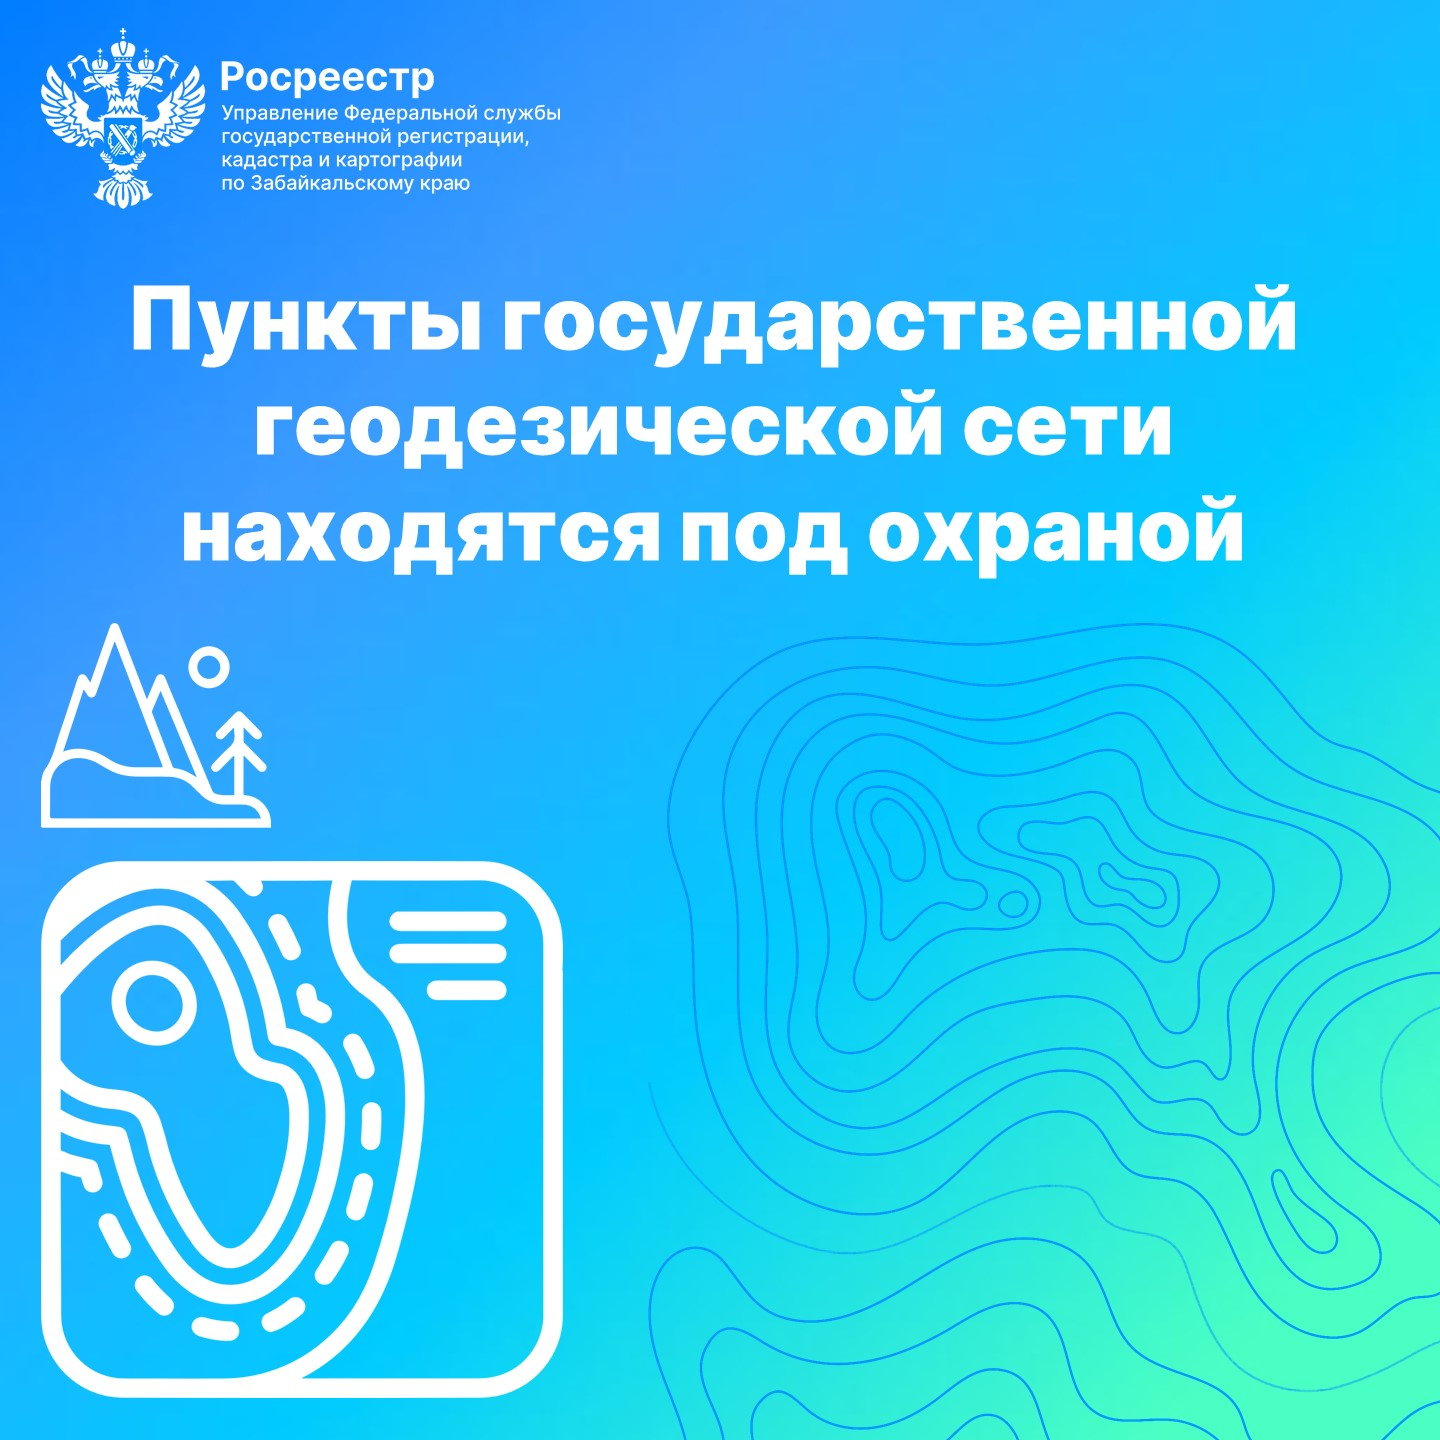 Росреестр
Управление Федеральной службы
государственной регистрации,
кадастра и картографии
по Забайкальскому краю
Пункты государственной
геодезической сети
находятся под охраной